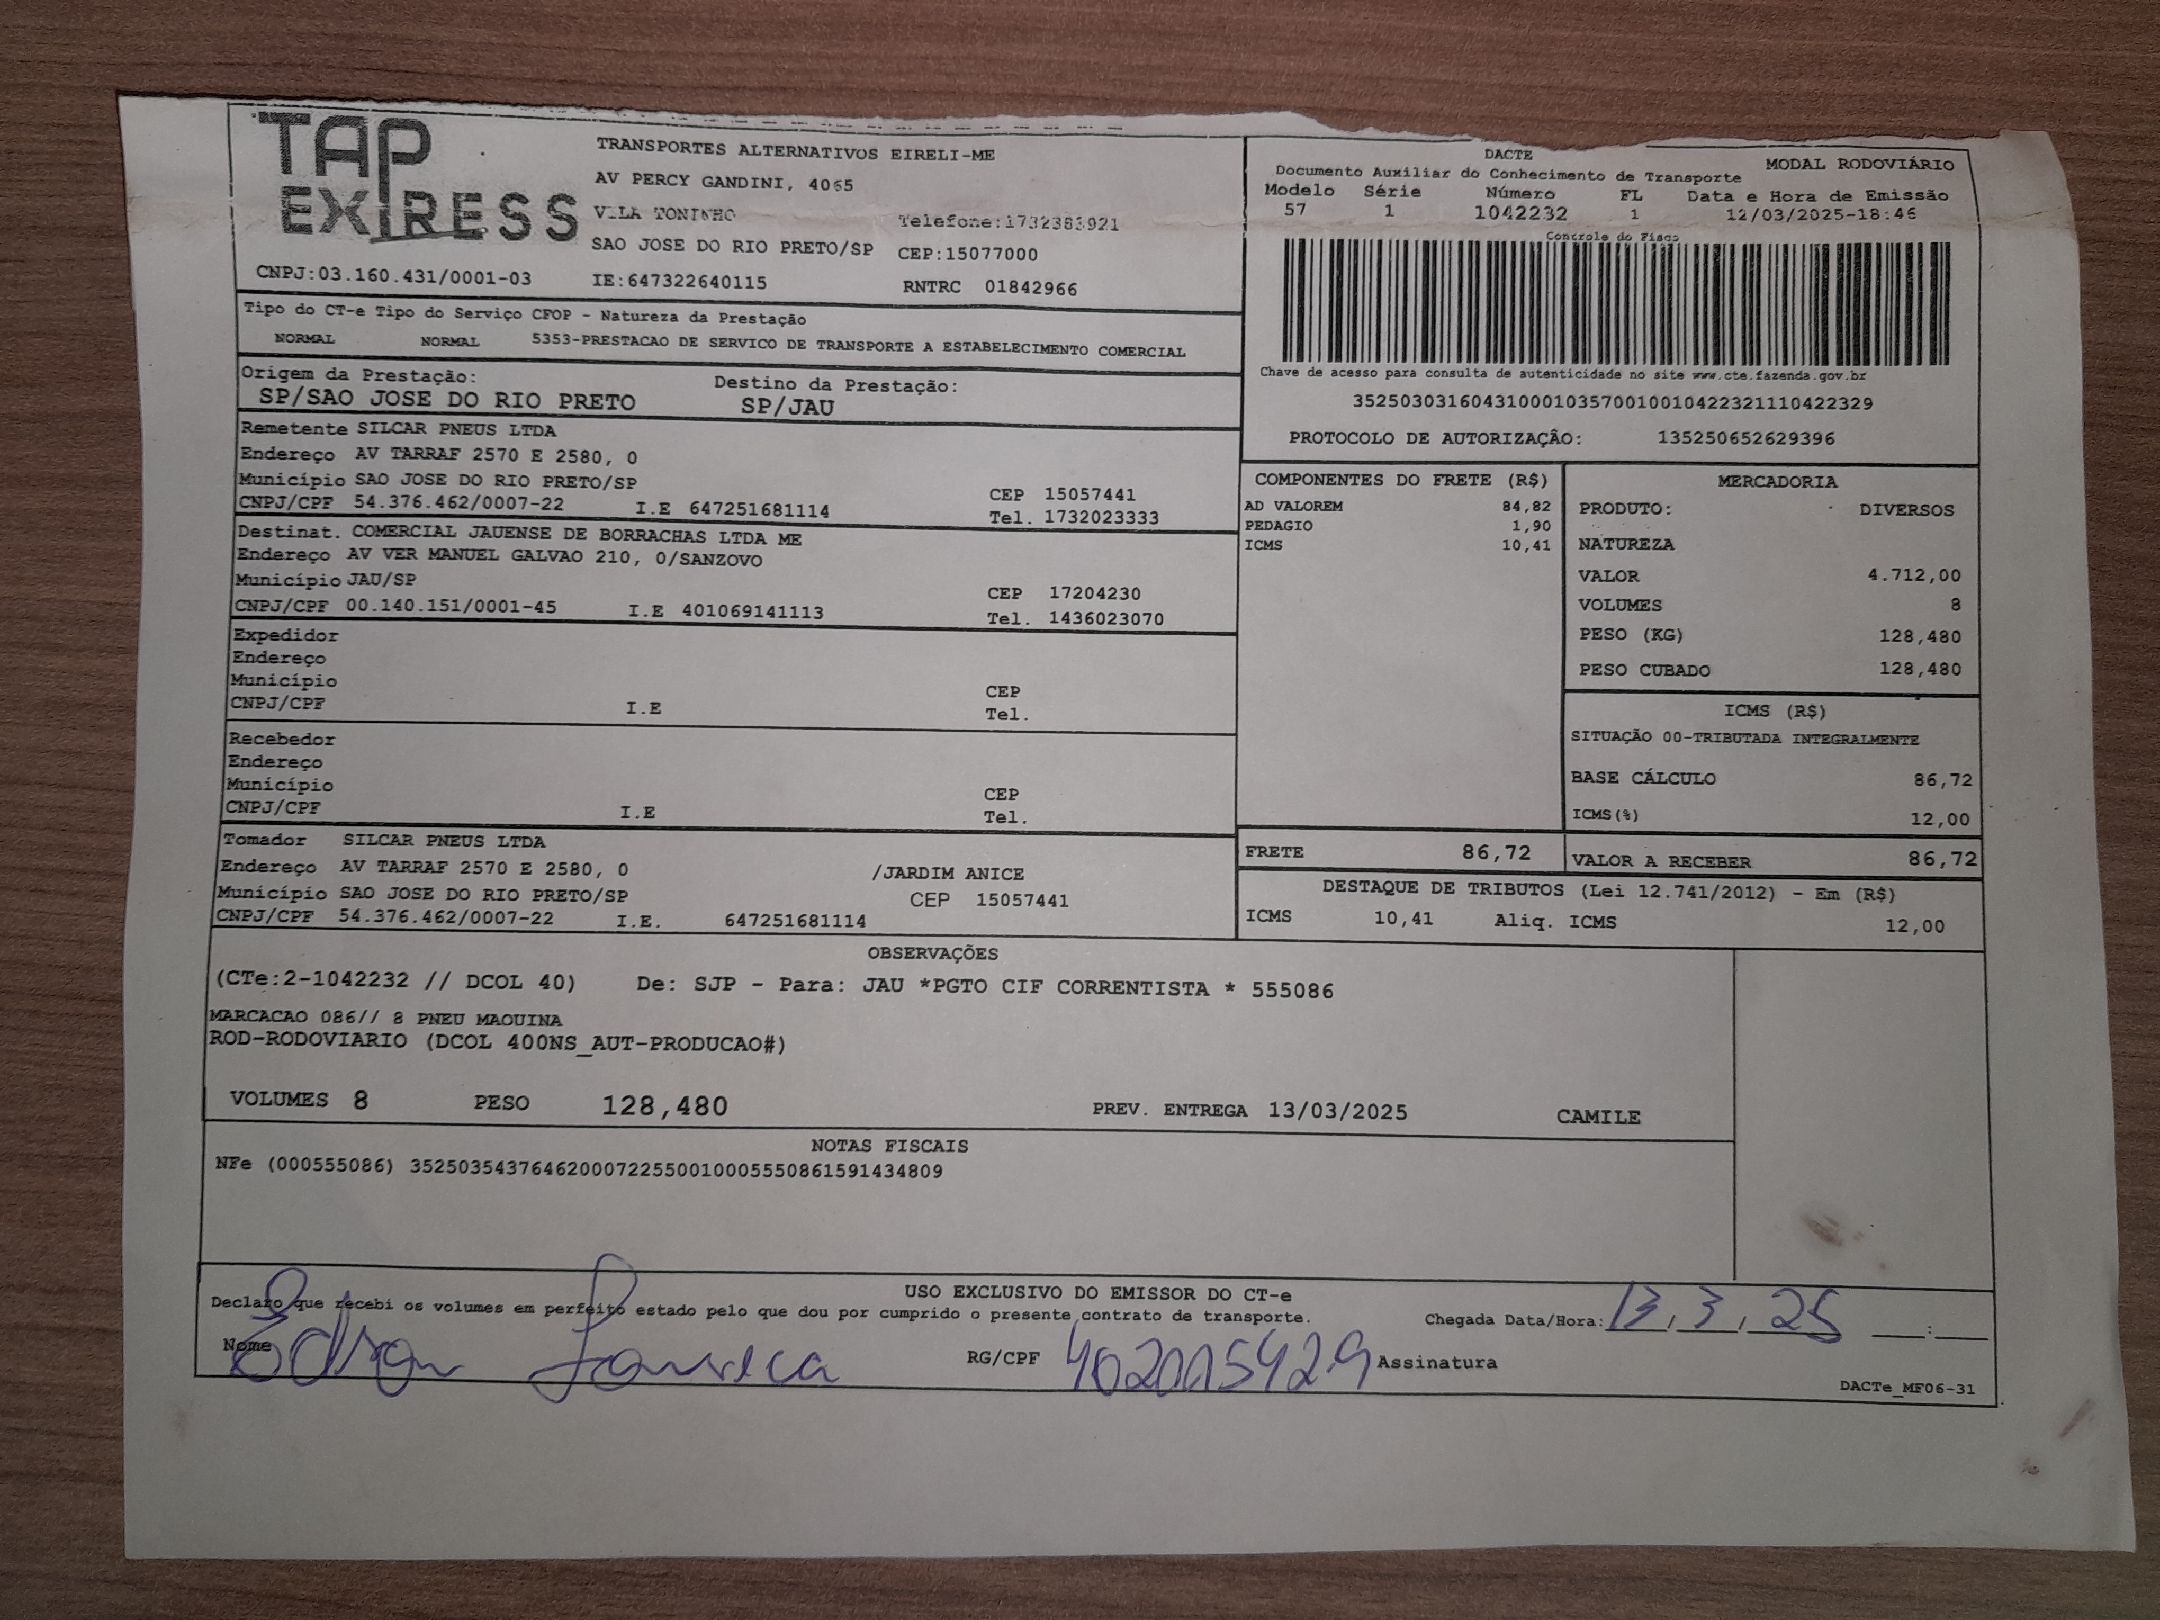 TAP
EXPRESS
TRANSPORTES ALTERNATIVOS EIRELI-ME
AV PERCY GANDINI, 4065
VILA TONINHO Telefone:1732383921
SAO JOSE DO RIO PRETO/SP CEP:15077000
CNPJ:03.160.431/0001-03 IE:647322640115 RNTRC 01842966
DACTE MODAL RODOVIÁRIO
Documento Auxiliar do Conhecimento de Transporte
Modelo Série Número FL Data e Hora de Emissão
57 1 1042232 1 12/03/2025-18:46
Controle do Fisco
Chave de acesso para consulta de autenticidade no site www.cte.fazenda.gov.br
35250303160431000103570010010422321110422329
PROTOCOLO DE AUTORIZAÇÃO: 135250652629396
Tipo do CT-e Tipo do Serviço CFOP - Natureza da Prestação
NORMAL NORMAL 5353-PRESTACAO DE SERVICO DE TRANSPORTE A ESTABELECIMENTO COMERCIAL
Origem da Prestação: Destino da Prestação:
SP/SAO JOSE DO RIO PRETO SP/JAU
Remetente SILCAR PNEUS LTDA
Endereço AV TARRAF 2570 E 2580, 0
Município SAO JOSE DO RIO PRETO/SP CEP 15057441
CNPJ/CPF 54.376.462/0007-22 I.E 647251681114 Tel. 1732023333
Destinat. COMERCIAL JAUENSE DE BORRACHAS LTDA ME
Endereço AV VER MANUEL GALVAO 210, 0/SANZOVO
Município JAU/SP CEP 17204230
CNPJ/CPF 00.140.151/0001-45 I.E 401069141113 Tel. 1436023070
Expedidor
Endereço
Município CEP
CNPJ/CPF I.E Tel.
Recebedor
Endereço
Município CEP
CNPJ/CPF I.E Tel.
Tomador SILCAR PNEUS LTDA
Endereço AV TARRAF 2570 E 2580, 0 /JARDIM ANICE
Município SAO JOSE DO RIO PRETO/SP CEP 15057441
CNPJ/CPF 54.376.462/0007-22 I.E. 647251681114
COMPONENTES DO FRETE (R$)
AD VALOREM 84,82
PEDAGIO 1,90
ICMS 10,41
MERCADORIA
PRODUTO: DIVERSOS
NATUREZA
VALOR 4.712,00
VOLUMES 8
PESO (KG) 128,480
PESO CUBADO 128,480
ICMS (R$)
SITUAÇÃO 00-TRIBUTADA INTEGRALMENTE
BASE CÁLCULO 86,72
ICMS(%) 12,00
FRETE 86,72 VALOR A RECEBER 86,72
DESTAQUE DE TRIBUTOS (Lei 12.741/2012) - Em (R$)
ICMS 10,41 Aliq. ICMS 12,00
OBSERVAÇÕES
(CTe:2-1042232 // DCOL 40) De: SJP - Para: JAU *PGTO CIF CORRENTISTA * 555086
MARCACAO 086// 8 PNEU MAQUINA
ROD-RODOVIARIO (DCOL 400NS_AUT-PRODUCAO#)
VOLUMES 8 PESO 128,480 PREV. ENTREGA 13/03/2025 CAMILE
NOTAS FISCAIS
NFe (000555086) 35250354376462000722550010005550861591434809
USO EXCLUSIVO DO EMISSOR DO CT-e
Declaro que recebi os volumes em perfeito estado pelo que dou por cumprido o presente contrato de transporte. Chegada Data/Hora: 13/3/25 :
Nome Edson Fonseca RG/CPF Assinatura
DACTe_MF06-31